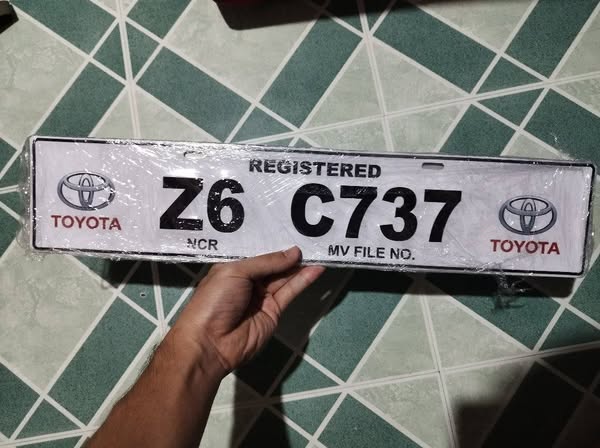 REGISTERED
Z6 C737
NCR MV FILE NO.
TOYOTA
TOYOTA